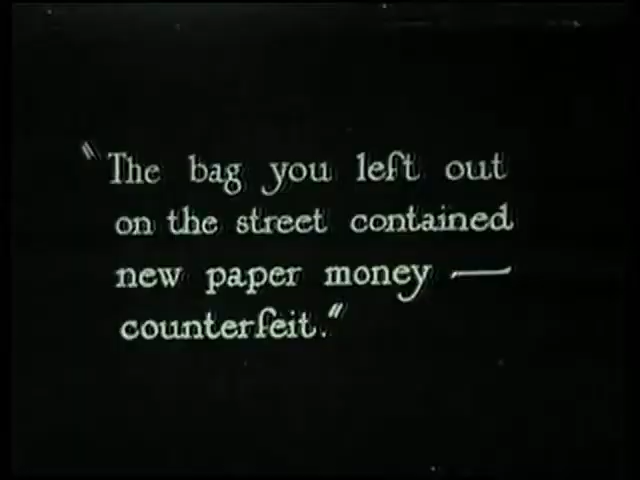 "The bag you left out
on the street contained
new paper money —
counterfeit."